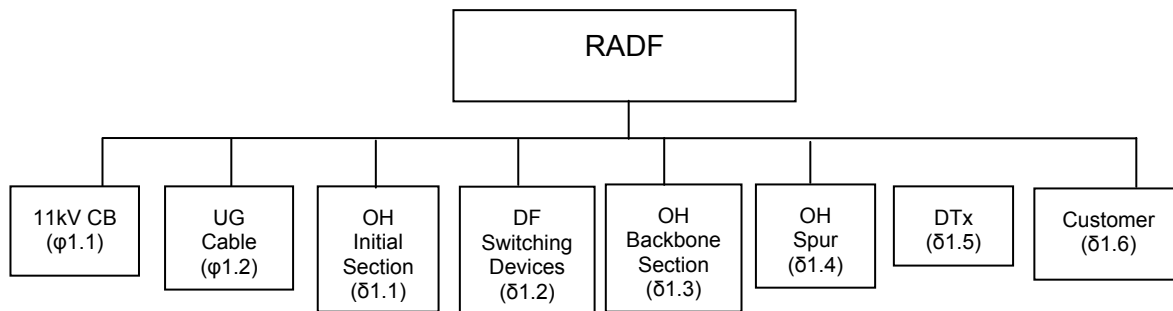 RADF
11kV CB
(φ1.1)
UG
Cable
(φ1.2)
OH
Initial
Section
(δ1.1)
DF
Switching
Devices
(δ1.2)
OH
Backbone
Section
(δ1.3)
OH
Spur
(δ1.4)
DTx
(δ1.5)
Customer
(δ1.6)